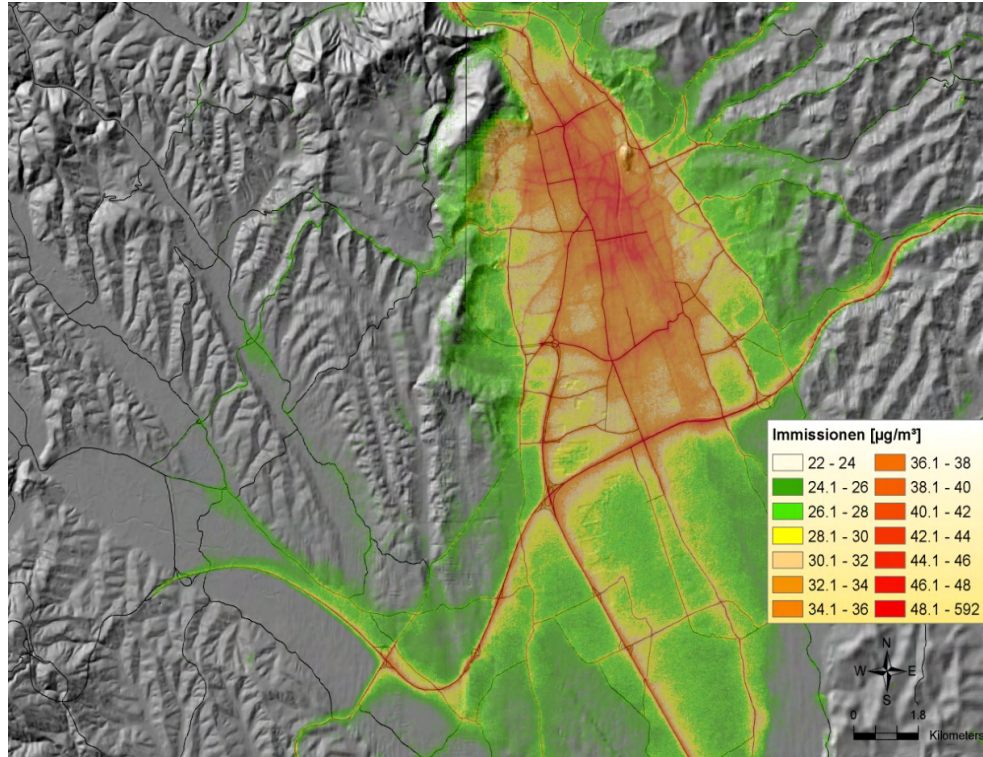 Immissionen [µg/m³]
22 - 24
24.1 - 26
26.1 - 28
28.1 - 30
30.1 - 32
32.1 - 34
34.1 - 36
36.1 - 38
38.1 - 40
40.1 - 42
42.1 - 44
44.1 - 46
46.1 - 48
48.1 - 592
N
W E
S
0 1.8
Kilometers